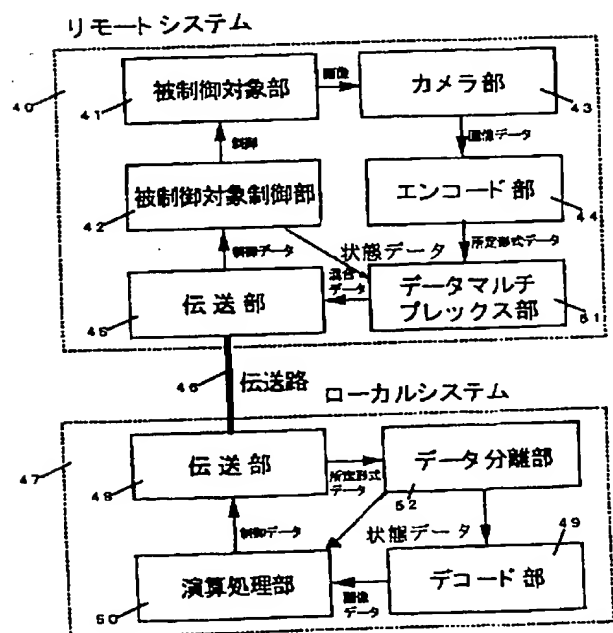 リモートシステム
40
被制御対象部
41
画像
カメラ部
43
制御
画像データ
被制御対象制御部
42
エンコード部
44
制御データ
状態データ
所定形式データ
混合
データ
伝送部
45
データマルチ
プレックス部
51
46
伝送路
ローカルシステム
47
伝送部
48
所定形式
データ
データ分離部
52
制御データ
状態データ
49
演算処理部
50
画像
データ
デコード部